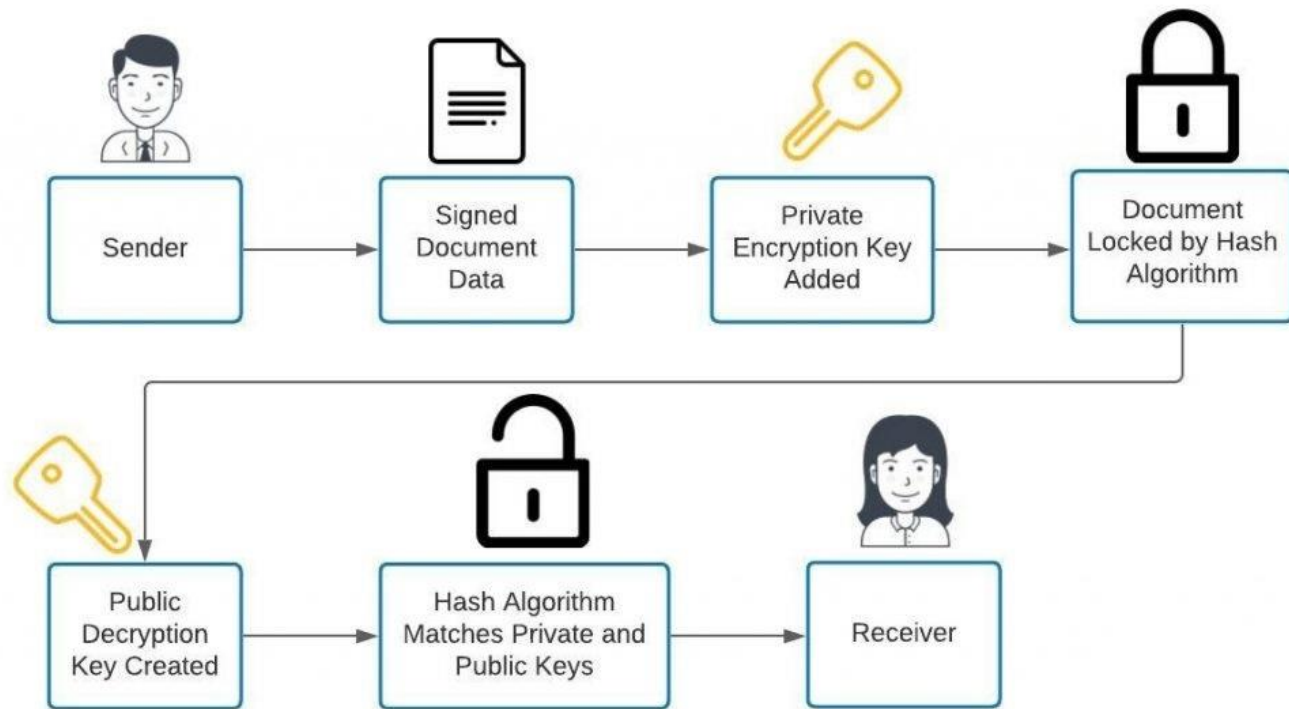 Sender
Signed
Document
Data
Private
Encryption Key
Added
Document
Locked by Hash
Algorithm
Public
Decryption
Key Created
Hash Algorithm
Matches Private and
Public Keys
Receiver